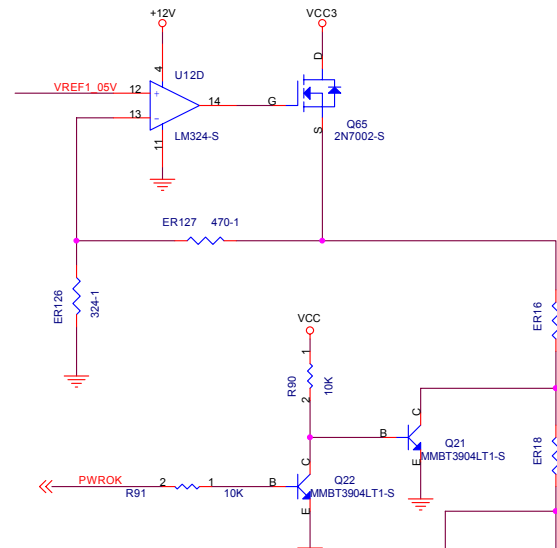 +12V
VCC3
4
U12D
D
VREF1_05V
12
+
14
G
13
-
LM324-S
Q65
2N7002-S
11
S
ER127 470-1
ER126
324-1
VCC
1
R90
10K
2
ER16
C
B
Q21
MMBT3904LT1-S
E
ER18
C
PWROK
2
1
B
Q22
MMBT3904LT1-S
R91
10K
E